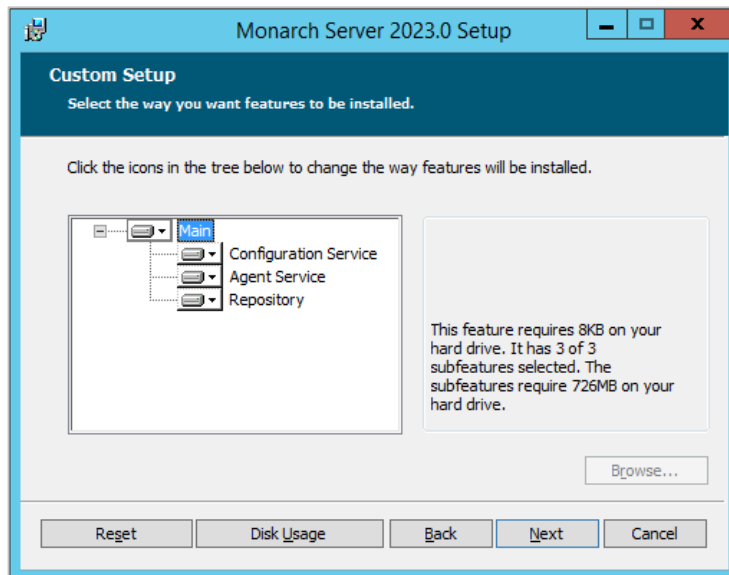 Monarch Server 2023.0 Setup
Custom Setup
Select the way you want features to be installed.
Click the icons in the tree below to change the way features will be installed.
Main
Configuration Service
Agent Service
Repository
This feature requires 8KB on your
hard drive. It has 3 of 3
subfeatures selected. The
subfeatures require 726MB on your
hard drive.
Browse...
Reset Disk Usage Back Next Cancel